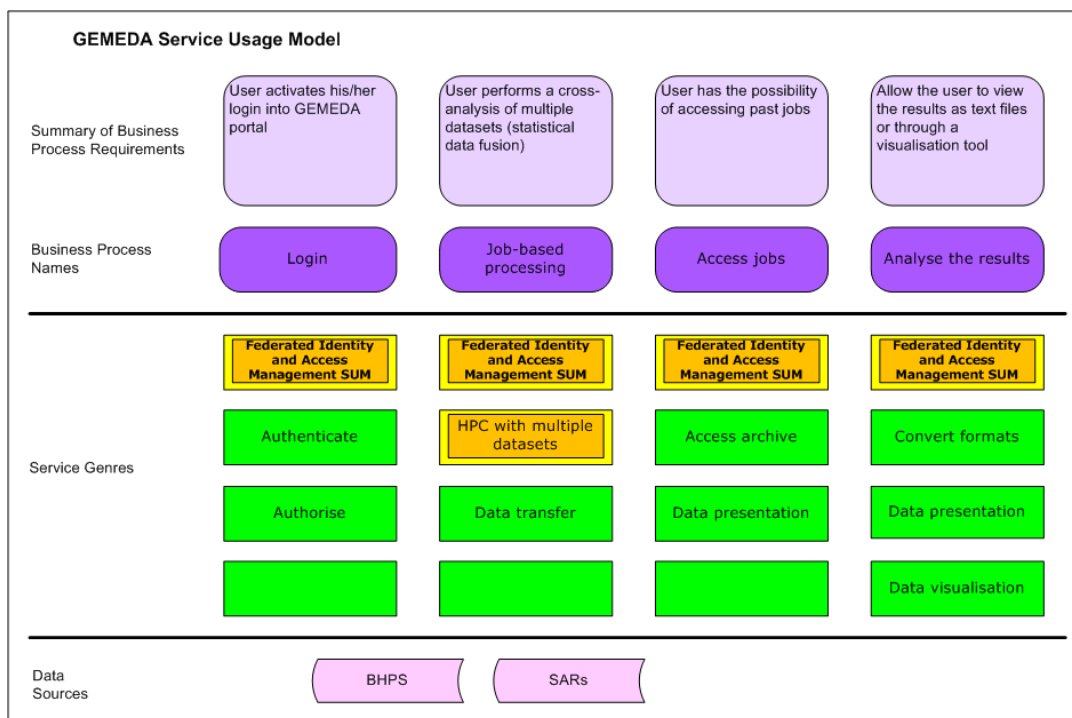 GEMEDA Service Usage Model
Summary of Business
Process Requirements
User activates his/her
login into GEMEDA
portal
User performs a cross-
analysis of multiple
datasets (statistical
data fusion)
User has the possibility
of accessing past jobs
Allow the user to view
the results as text files
or through a
visualisation tool
Business Process
Names
Login
Job-based
processing
Access jobs
Analyse the results
Service Genres
Federated Identity
and Access
Management SUM
Federated Identity
and Access
Management SUM
Federated Identity
and Access
Management SUM
Federated Identity
and Access
Management SUM
Authenticate
HPC with multiple
datasets
Access archive
Convert formats
Authorise
Data transfer
Data presentation
Data presentation
Data visualisation
Data
Sources
BHPS
SARs